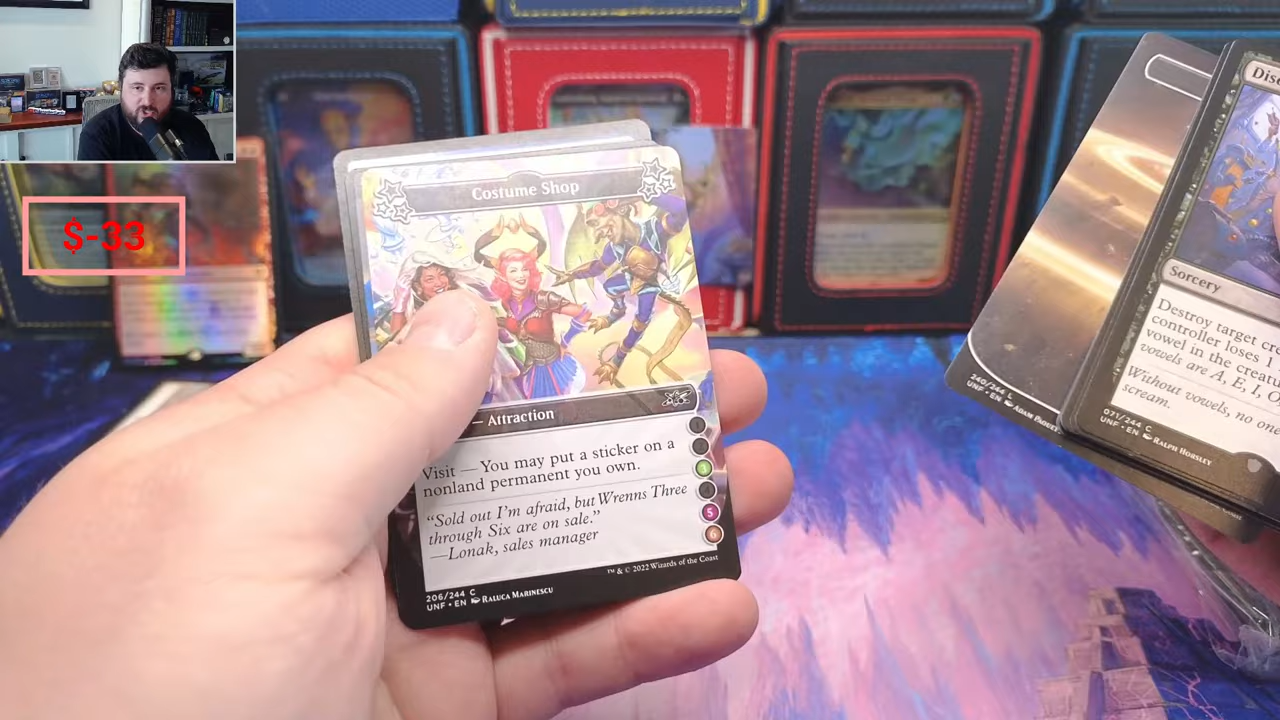 $-33
Costume Shop
— Attraction
Visit — You may put a sticker on a
nonland permanent you own.
“Sold out I’m afraid, but Wrenns Three
through Six are on sale.”
—Lonak, sales manager
3
5
6
™ & © 2022 Wizards of the Coast
206/244 C
UNF • EN Raluca Marinescu
240/244 L
UNF • EN Adam Paquet
Sorcery
Destroy target
controller loses 1
vowel in the
vowels are A, E, I, O,
Without vowels, no one
scream.
071/244 C
UNF • EN Ralph Horsley